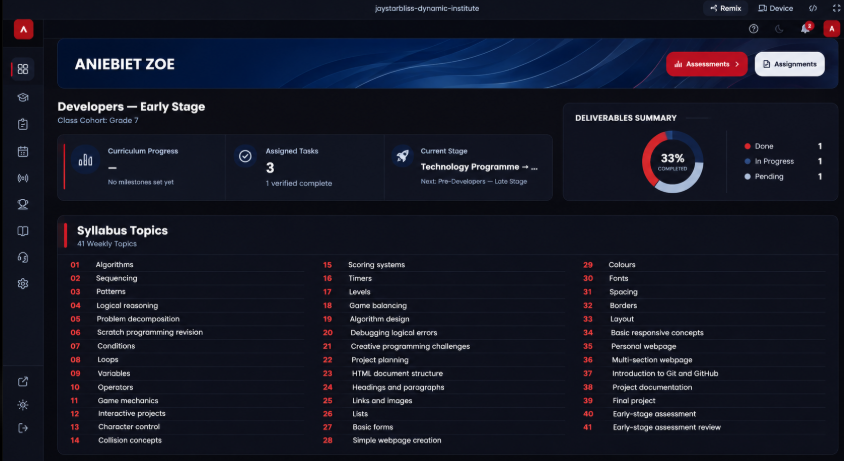 jaystarbliss-dynamic-institute
Remix
Device
2
ANIEBIET ZOE
Assessments
Assignments
Developers — Early Stage
Class Cohort: Grade 7
Curriculum Progress
—
No milestones set yet
Assigned Tasks
3
1 verified complete
Current Stage
Technology Programme → ...
Next: Pre-Developers — Late Stage
DELIVERABLES SUMMARY
33%
COMPLETED
Done 1
In Progress 1
Pending 1
Syllabus Topics
41 Weekly Topics
01 Algorithms
02 Sequencing
03 Patterns
04 Logical reasoning
05 Problem decomposition
06 Scratch programming revision
07 Conditions
08 Loops
09 Variables
10 Operators
11 Game mechanics
12 Interactive projects
13 Character control
14 Collision concepts
15 Scoring systems
16 Timers
17 Levels
18 Game balancing
19 Algorithm design
20 Debugging logical errors
21 Creative programming challenges
22 Project planning
23 HTML document structure
24 Headings and paragraphs
25 Links and images
26 Lists
27 Basic forms
28 Simple webpage creation
29 Colours
30 Fonts
31 Spacing
32 Borders
33 Layout
34 Basic responsive concepts
35 Personal webpage
36 Multi-section webpage
37 Introduction to Git and GitHub
38 Project documentation
39 Final project
40 Early-stage assessment
41 Early-stage assessment review